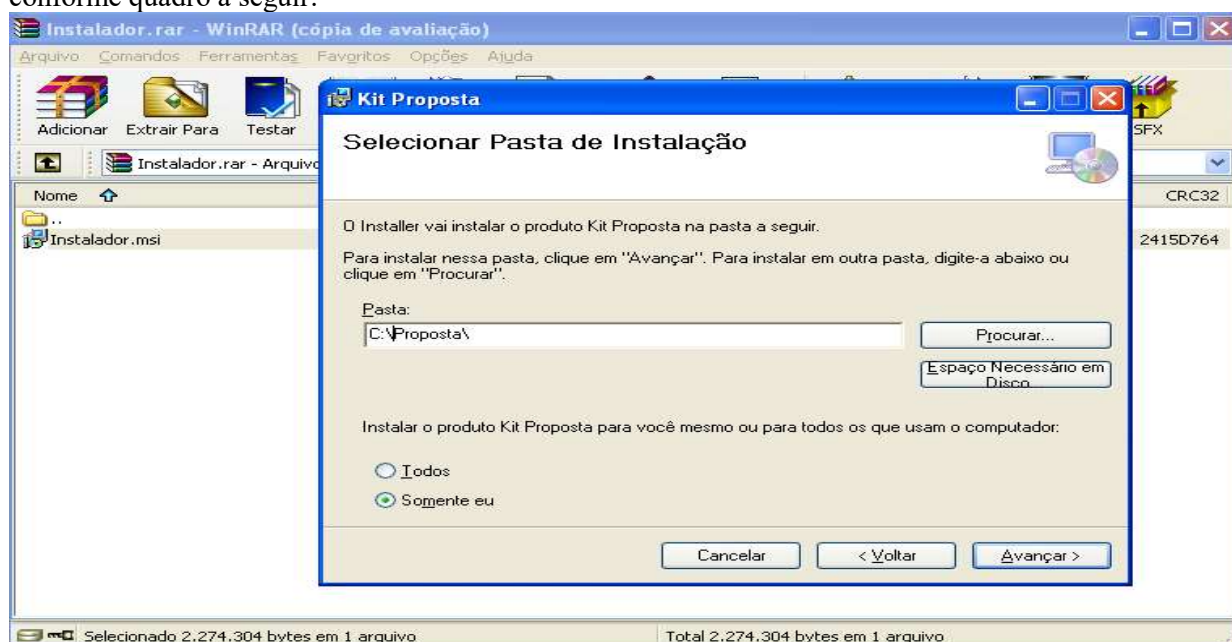 conforme quadro a seguir:
Instalador.rar - WinRAR (cópia de avaliação)
Arquivo Comandos Ferramentas Favoritos Opções Ajuda
Adicionar Extrair Para Testar SFX
Instalador.rar - Arquivo
Nome CRC32
..
Instalador.msi 2415D764
Kit Proposta
Selecionar Pasta de Instalação
O Installer vai instalar o produto Kit Proposta na pasta a seguir.
Para instalar nessa pasta, clique em "Avançar". Para instalar em outra pasta, digite-a abaixo ou
clique em "Procurar".
Pasta:
C:\Proposta\
Procurar...
Espaço Necessário em
Disco
Instalar o produto Kit Proposta para você mesmo ou para todos os que usam o computador:
Todos
Somente eu
Cancelar < Voltar Avançar >
Selecionado 2.274.304 bytes em 1 arquivo Total 2.274.304 bytes em 1 arquivo